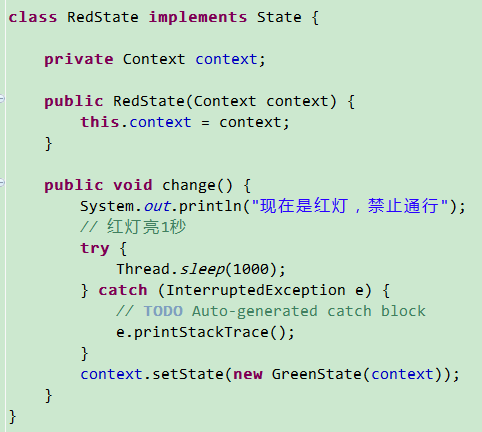 class RedState implements State {
private Context context;
public RedState(Context context) {
this.context = context;
}
public void change() {
System.out.println("现在是红灯，禁止通行");
// 红灯亮1秒
try {
Thread.sleep(1000);
} catch (InterruptedException e) {
// TODO Auto-generated catch block
e.printStackTrace();
}
context.setState(new GreenState(context));
}
}